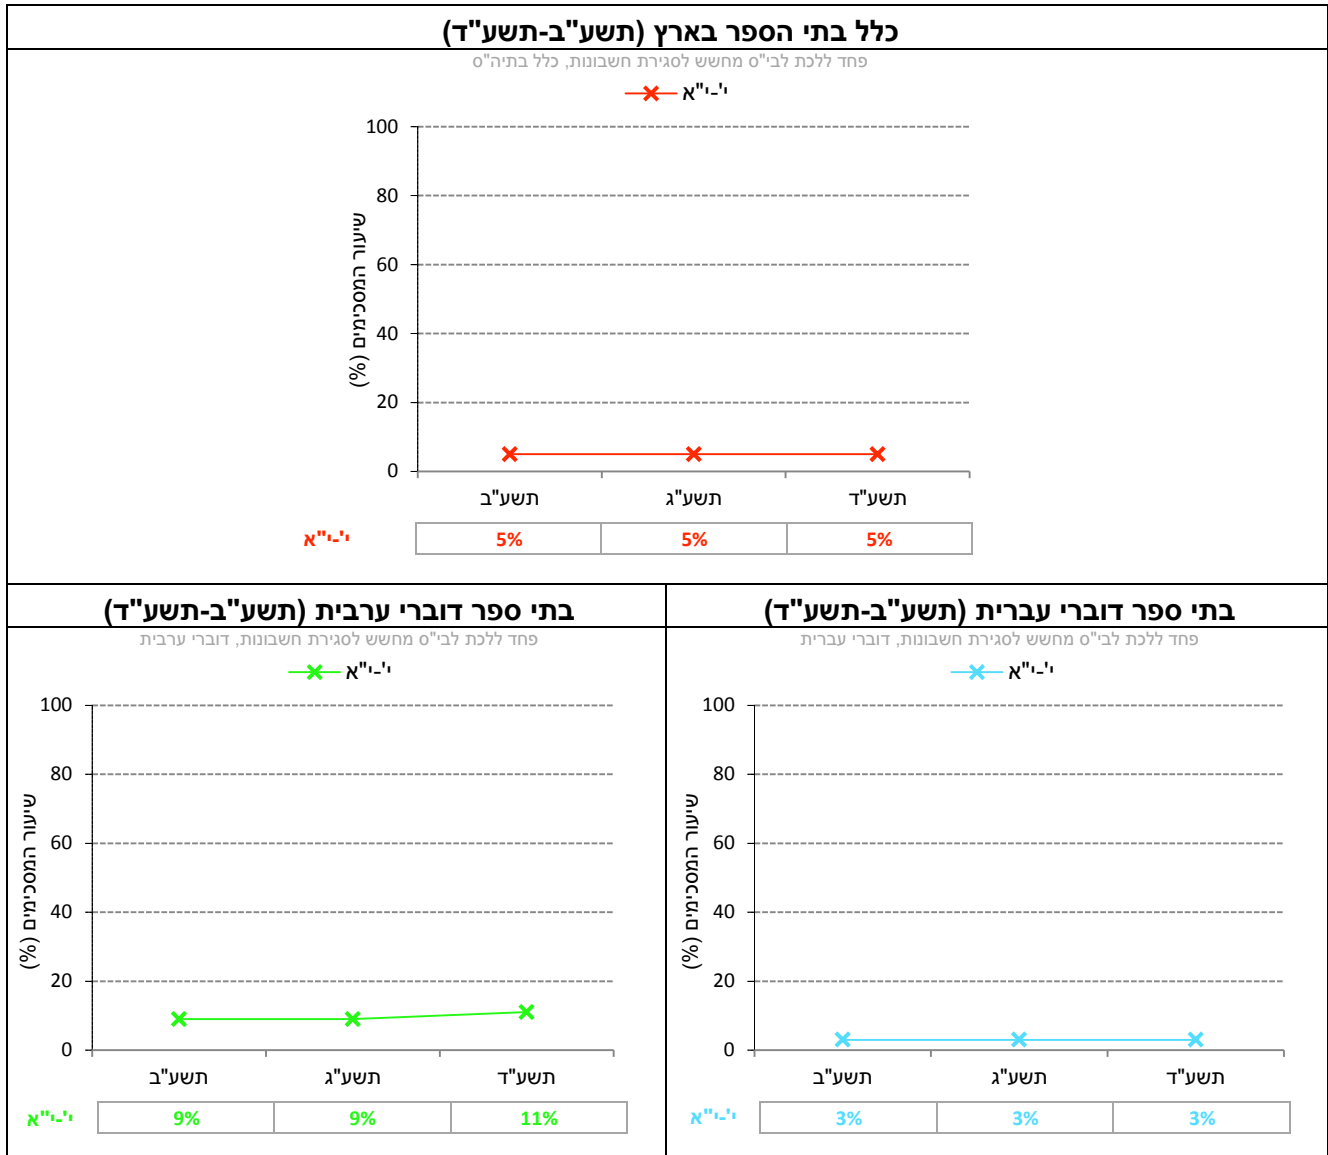 כלל בתי הספר בארץ (תשע"ב-תשע"ד)
פחד ללכת לבי"ס מחשש לסגירת חשבונות, כלל בתיה"ס
י'-י"א
שיעור המסכימים (%)
100
80
60
40
20
0
תשע"ב תשע"ג תשע"ד
י'-י"א 5% 5% 5%
בתי ספר דוברי עברית (תשע"ב-תשע"ד)
פחד ללכת לבי"ס מחשש לסגירת חשבונות, דוברי עברית
י'-י"א
שיעור המסכימים (%)
100
80
60
40
20
0
תשע"ב תשע"ג תשע"ד
י'-י"א 3% 3% 3%
בתי ספר דוברי ערבית (תשע"ב-תשע"ד)
פחד ללכת לבי"ס מחשש לסגירת חשבונות, דוברי ערבית
י'-י"א
שיעור המסכימים (%)
100
80
60
40
20
0
תשע"ב תשע"ג תשע"ד
י'-י"א 9% 9% 11%